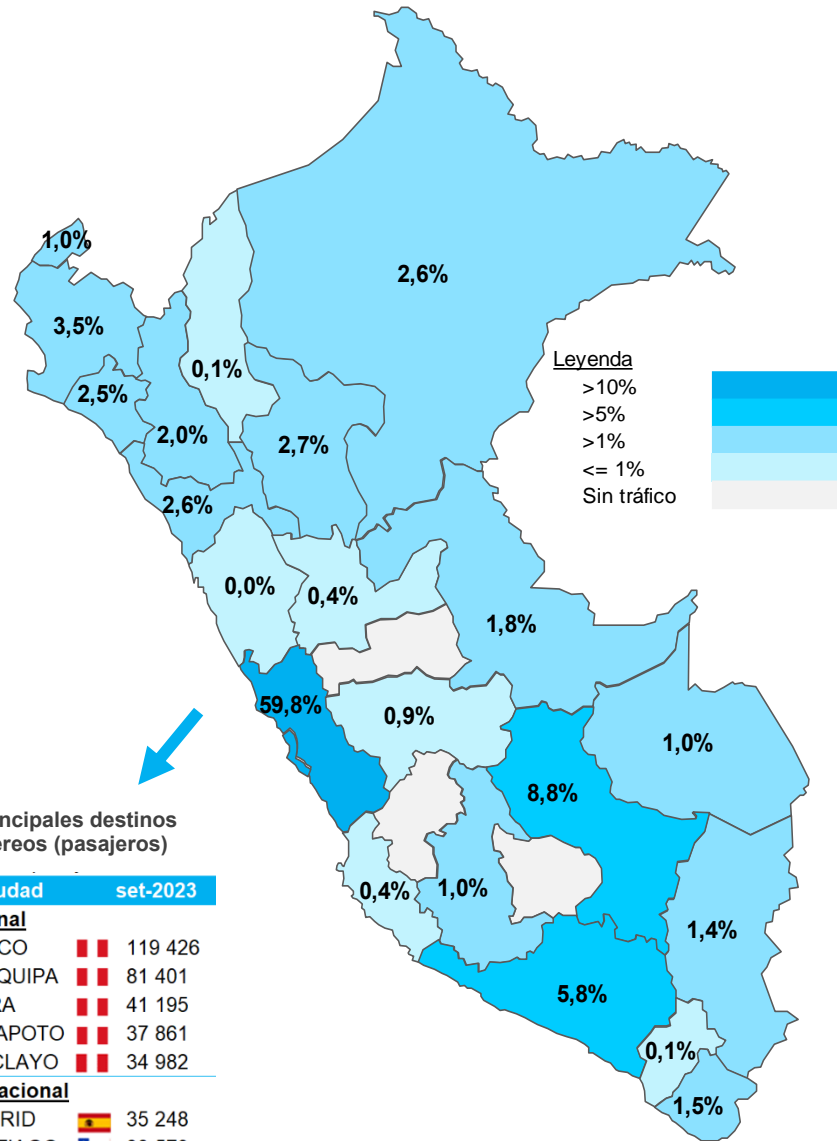 1,0%
2,6%
3,5%
0,1%
Leyenda
>10%
>5%
>1%
<= 1%
Sin tráfico
2,5%
2,0%
2,7%
2,6%
0,0%
0,4%
1,8%
59,8%
0,9%
1,0%
8,8%
0,4%
1,0%
1,4%
5,8%
0,1%
1,5%
ncipales destinos
ereos (pasajeros)
udad set-2023
nal
CO 119 426
QUIPA 81 401
RA 41 195
APOTO 37 861
CLAYO 34 982
acional
RID 35 248